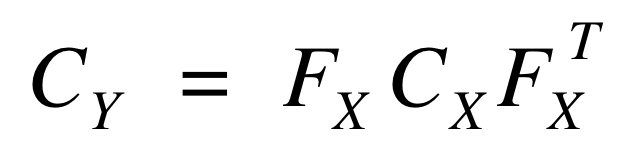 C_Y = F_X C_X F_X^T